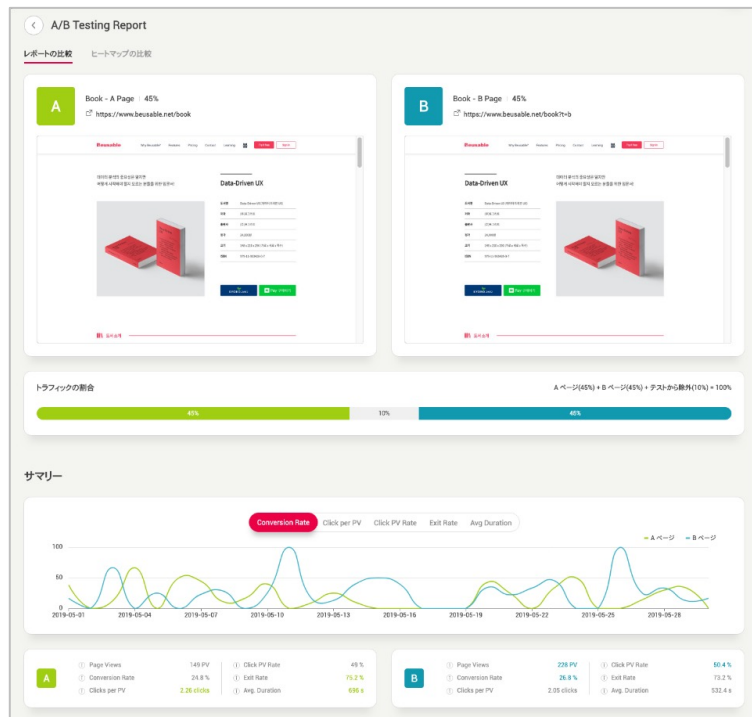 A/B Testing Report
レポートの比較 ヒートマップの比較
A
Book - A Page 45%
https://www.beusable.net/book
B
Book - B Page 45%
https://www.beusable.net/book?t=b
Beusable
Data-Driven UX
Beusable
Data-Driven UX
トラフィックの割合
A ページ(45%) + B ページ(45%) + テストから除外(10%) = 100%
45% 10% 45%
サマリー
Conversion Rate Click per PV Click PV Rate Exit Rate Avg Duration
A ページ B ページ
100
50
0
2019-05-01 2019-05-04 2019-05-07 2019-05-10 2019-05-13 2019-05-16 2019-05-19 2019-05-22 2019-05-25 2019-05-28
A
Page Views 149 PV
Conversion Rate 24.8 %
Clicks per PV 2.26 clicks
Click PV Rate 49 %
Exit Rate 75.2 %
Avg. Duration 696 s
B
Page Views 228 PV
Conversion Rate 26.8 %
Clicks per PV 2.05 clicks
Click PV Rate 50.4 %
Exit Rate 73.2 %
Avg. Duration 532.4 s